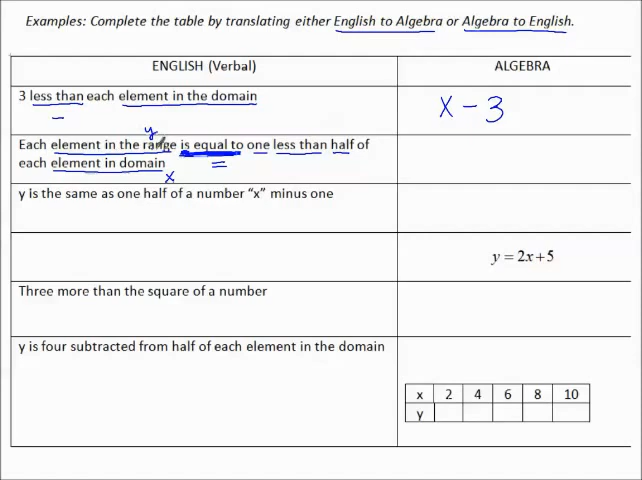 Examples: Complete the table by translating either English to Algebra or Algebra to English.
ENGLISH (Verbal) ALGEBRA
3 less than each element in the domain x - 3
−
y
Each element in the range is equal to one less than half of
each element in domain =
x
y is the same as one half of a number “x” minus one
y = 2x + 5
Three more than the square of a number
y is four subtracted from half of each element in the domain
x 2 4 6 8 10
y